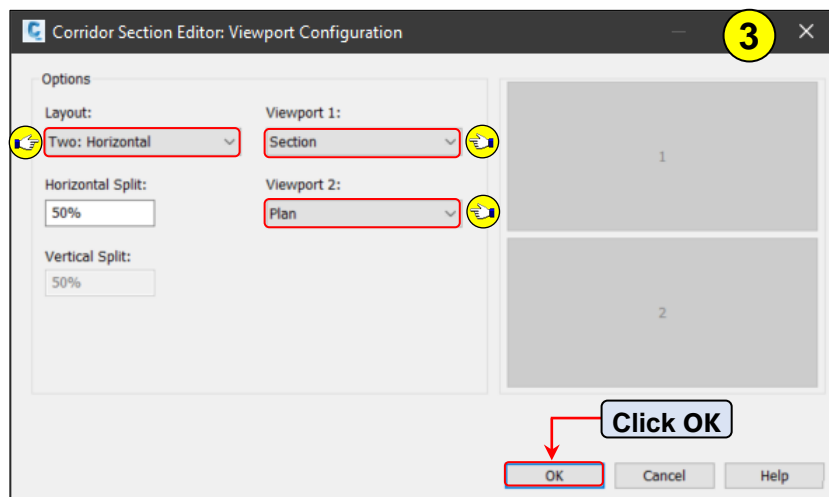 Corridor Section Editor: Viewport Configuration
3
Options
Layout:
Viewport 1:
Two: Horizontal
Section
Horizontal Split:
Viewport 2:
50%
Plan
Vertical Split:
50%
1
2
Click OK
OK
Cancel
Help